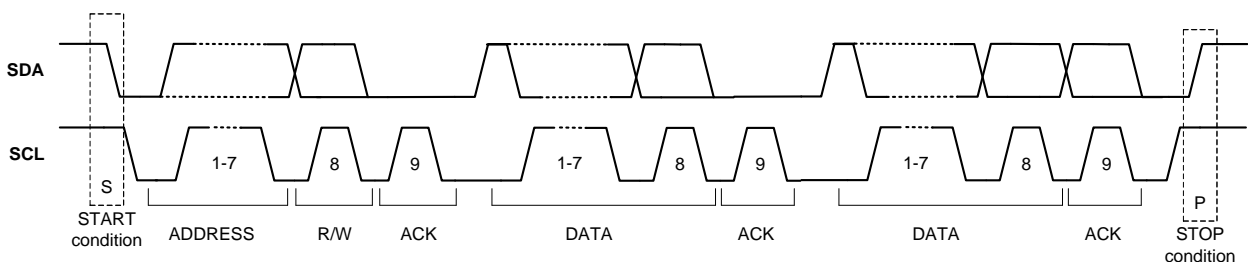 SDA
SCL
1-7
8
9
1-7
8
9
1-7
8
9
S
P
START
condition
ADDRESS
R/W
ACK
DATA
ACK
DATA
ACK
STOP
condition